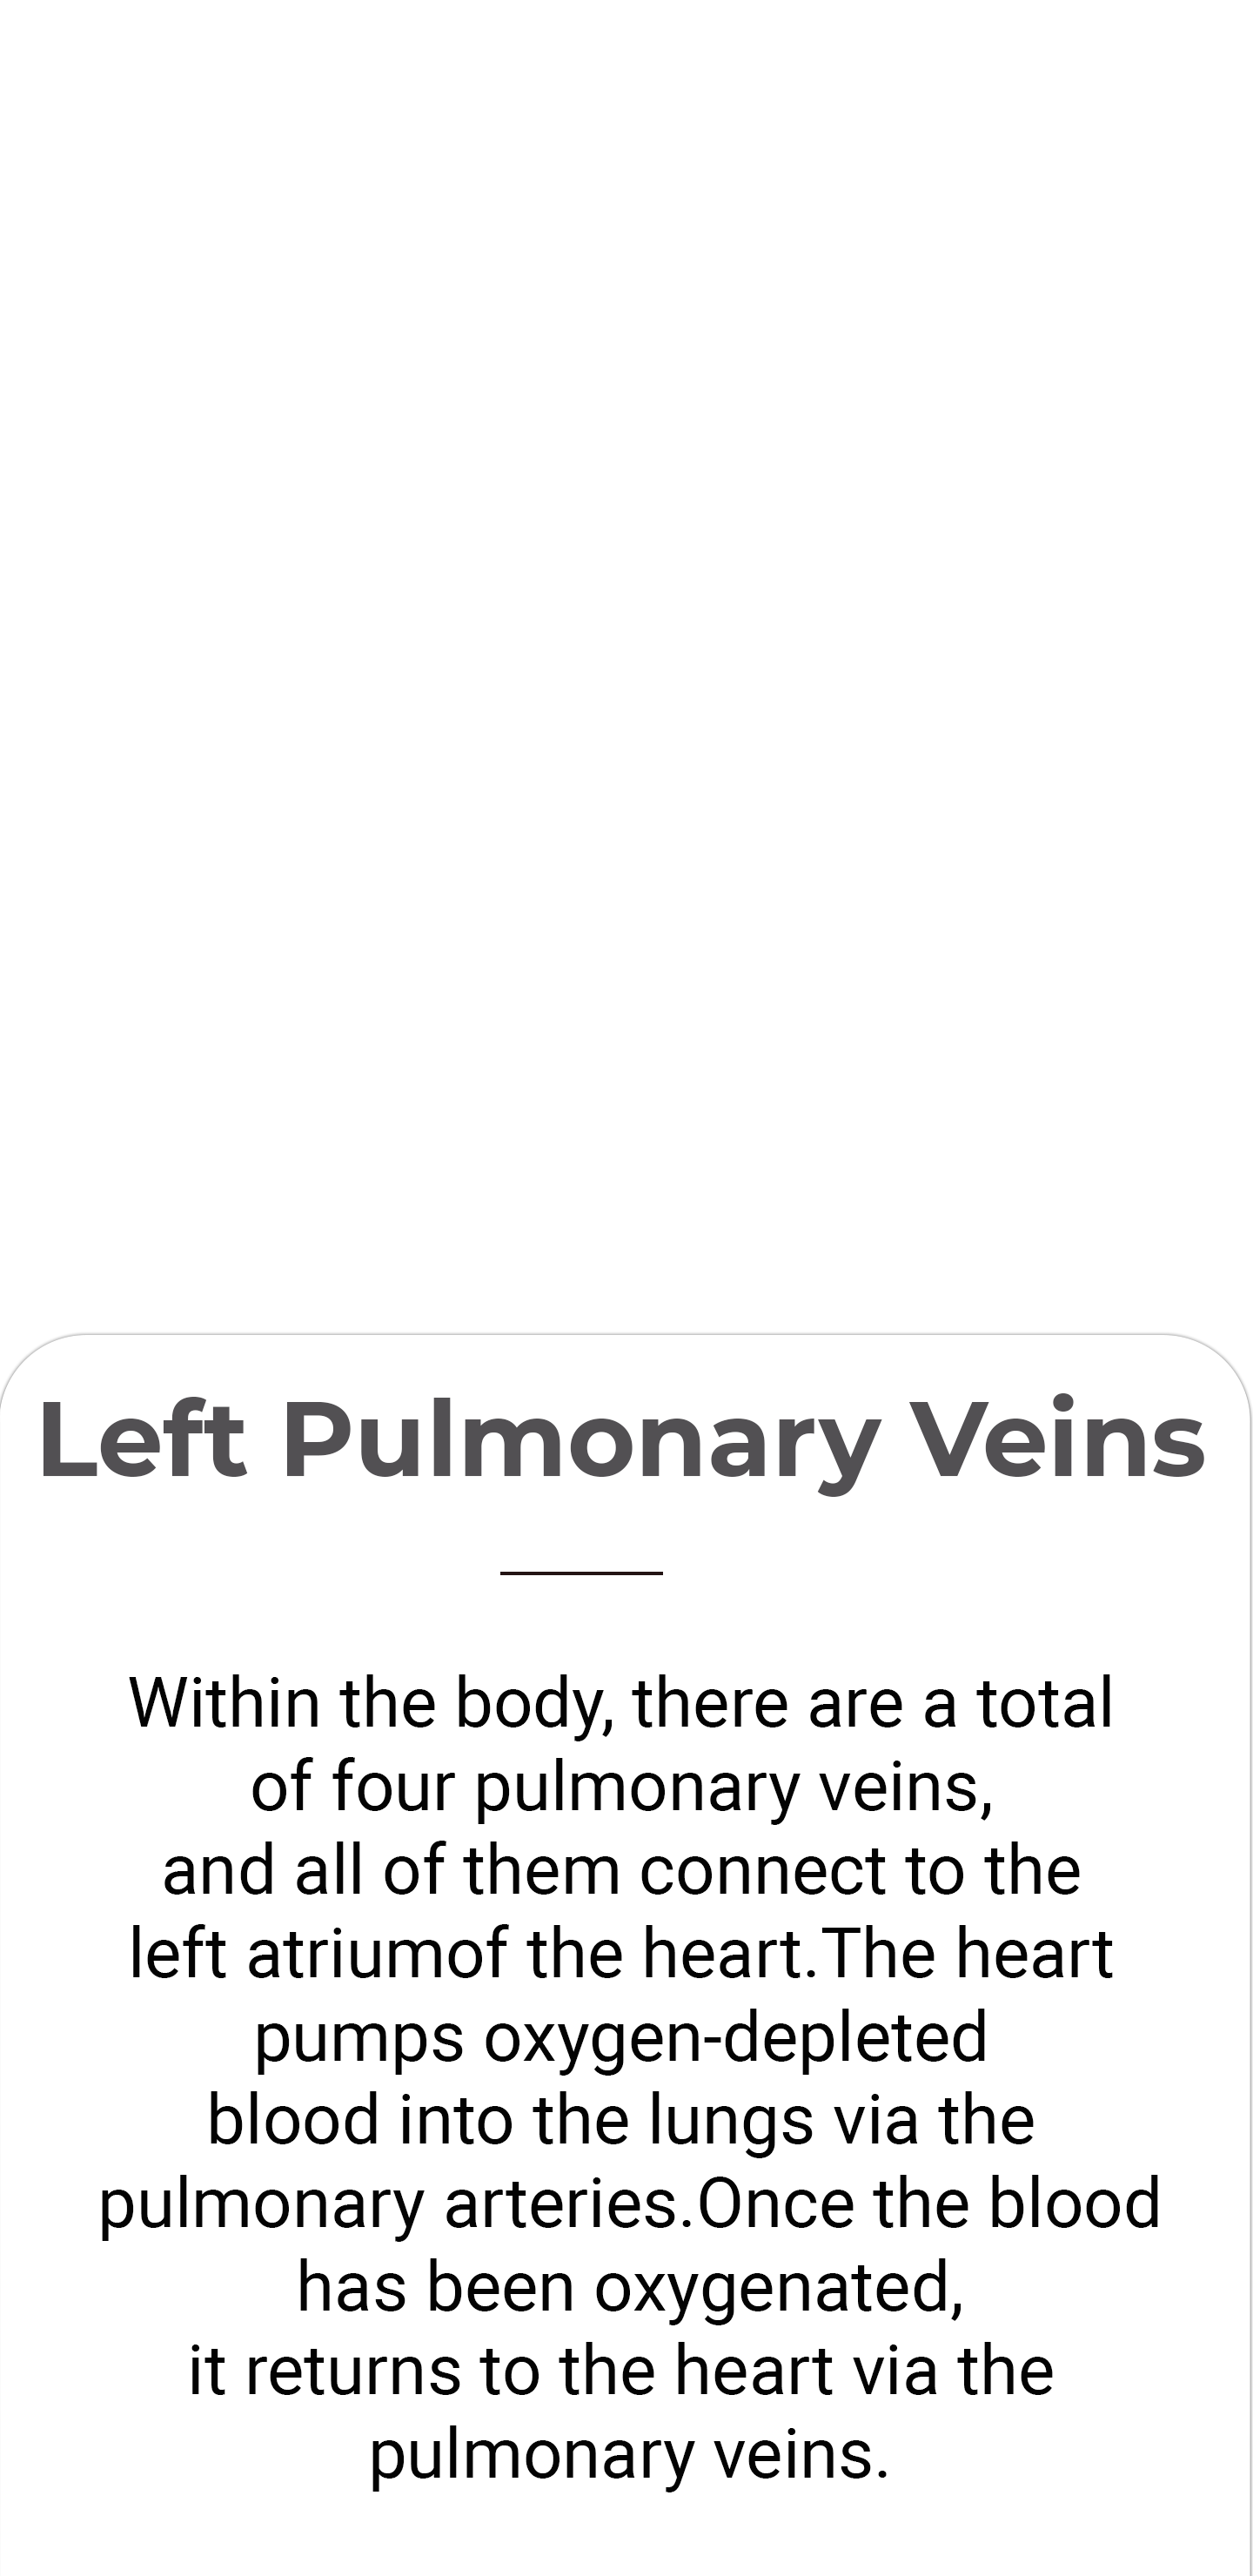 Left Pulmonary Veins
Within the body, there are a total
of four pulmonary veins,
and all of them connect to the
left atriumof the heart.The heart
pumps oxygen-depleted
blood into the lungs via the
pulmonary arteries.Once the blood
has been oxygenated,
it returns to the heart via the
pulmonary veins.